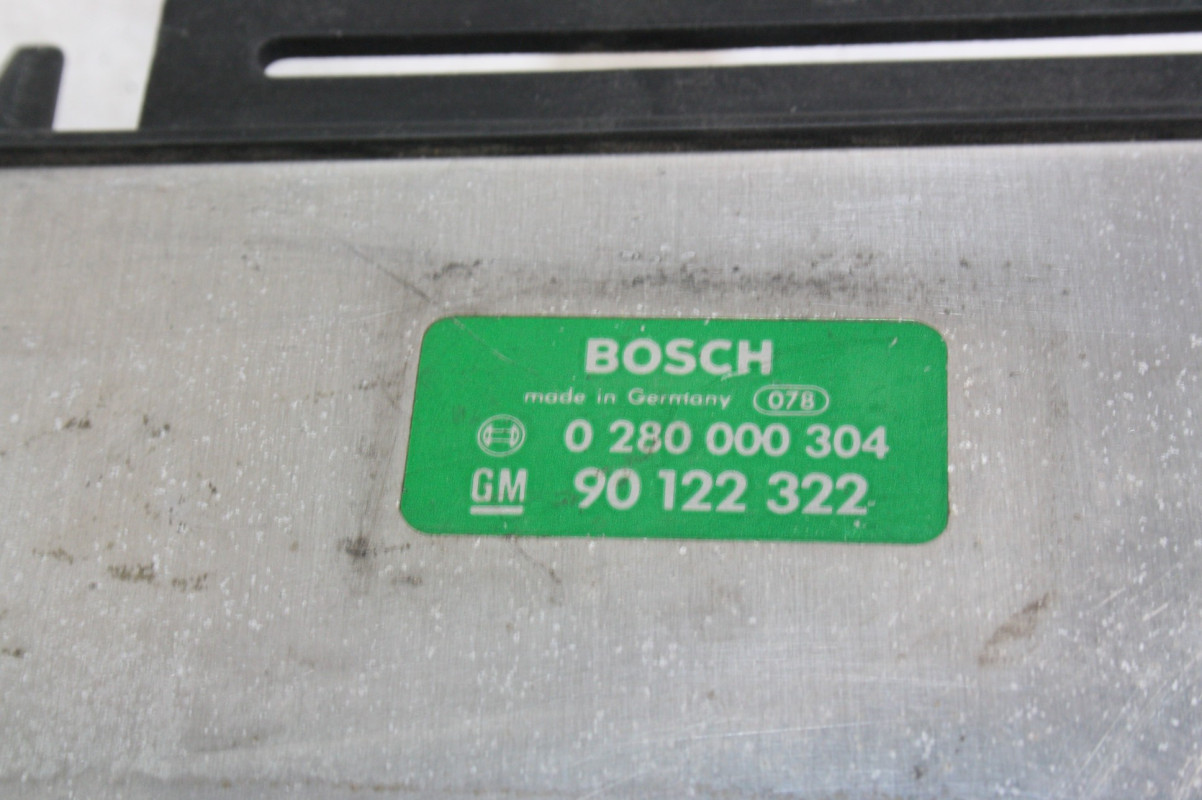 BOSCH
made in Germany 078
0 280 000 304
GM 90 122 322